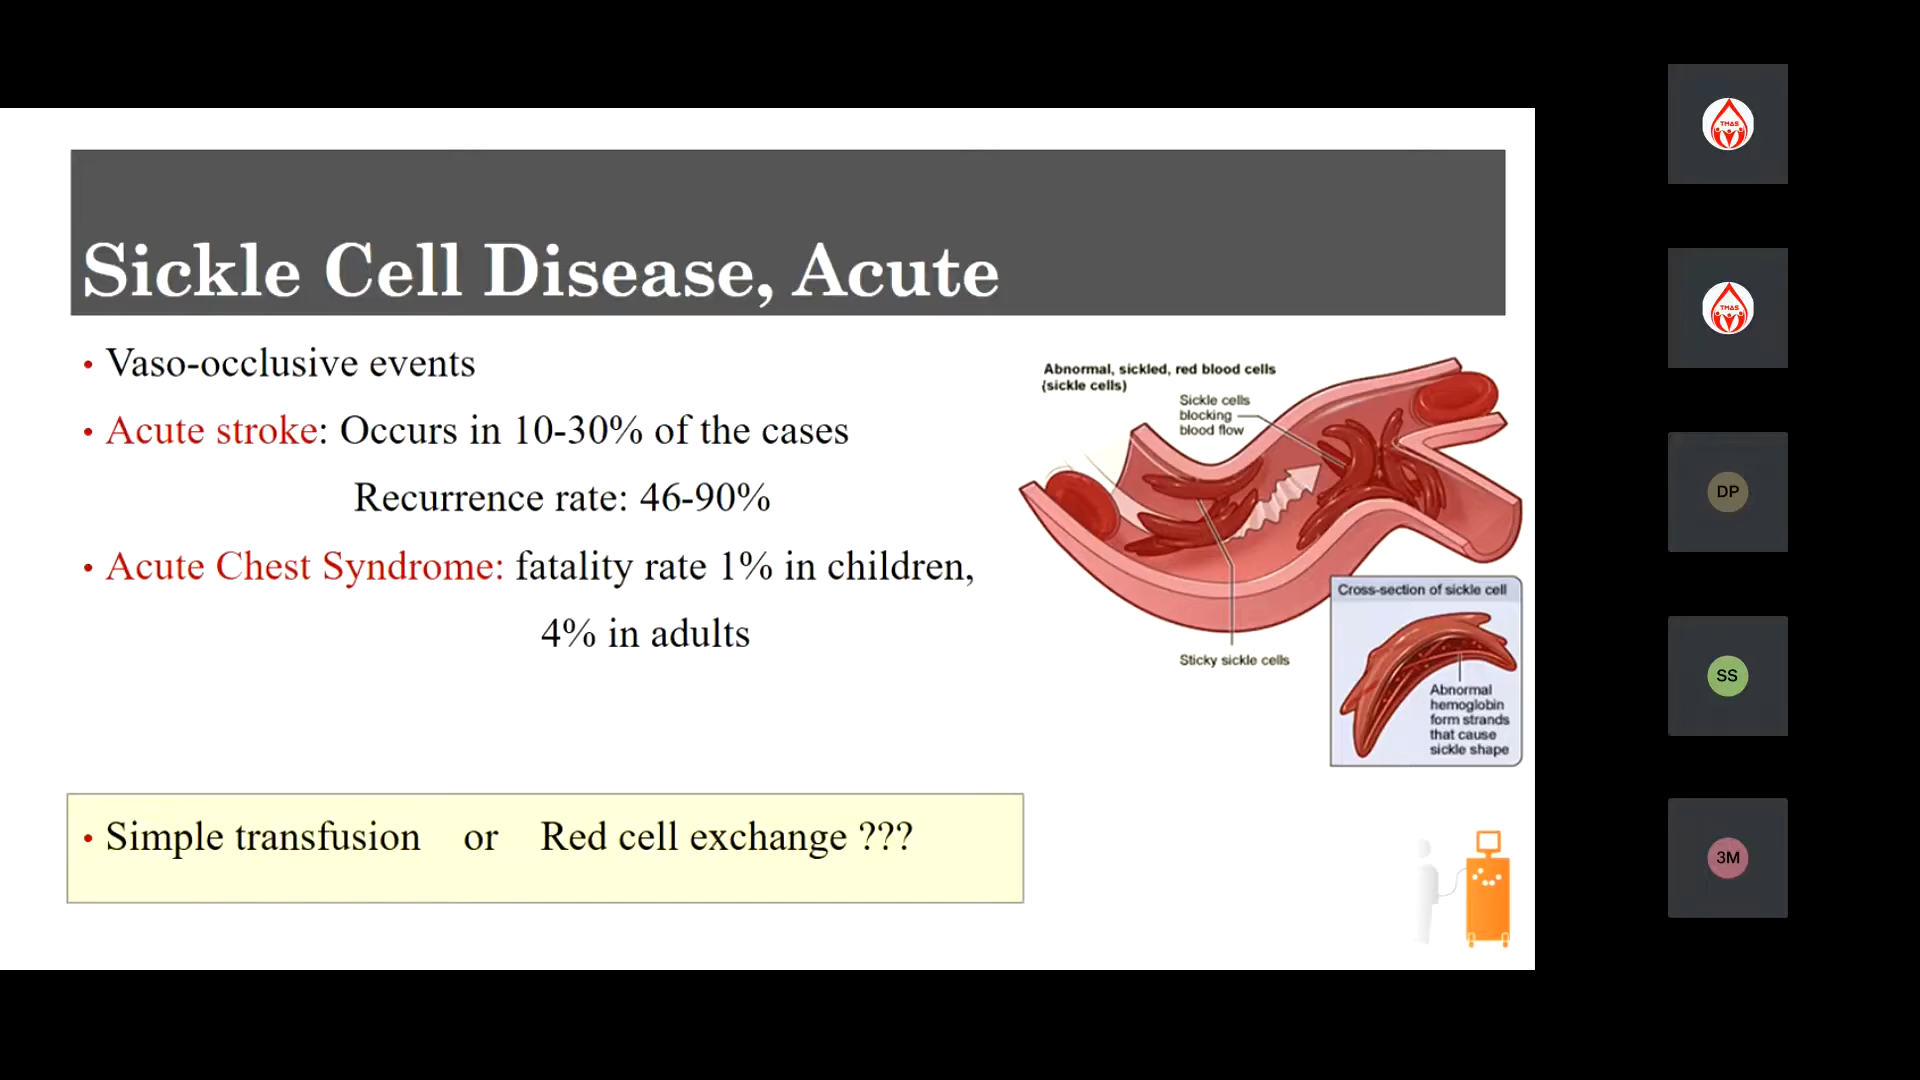 Sickle Cell Disease, Acute
• Vaso-occlusive events
• Acute stroke: Occurs in 10-30% of the cases
Recurrence rate: 46-90%
• Acute Chest Syndrome: fatality rate 1% in children,
4% in adults
• Simple transfusion or Red cell exchange ???
Abnormal, sickled, red blood cells
(sickle cells)
Sickle cells
blocking
blood flow
Sticky sickle cells
Cross-section of sickle cell
Abnormal
hemoglobin
form strands
that cause
sickle shape
TMAS
TMAS
DP
SS
3M